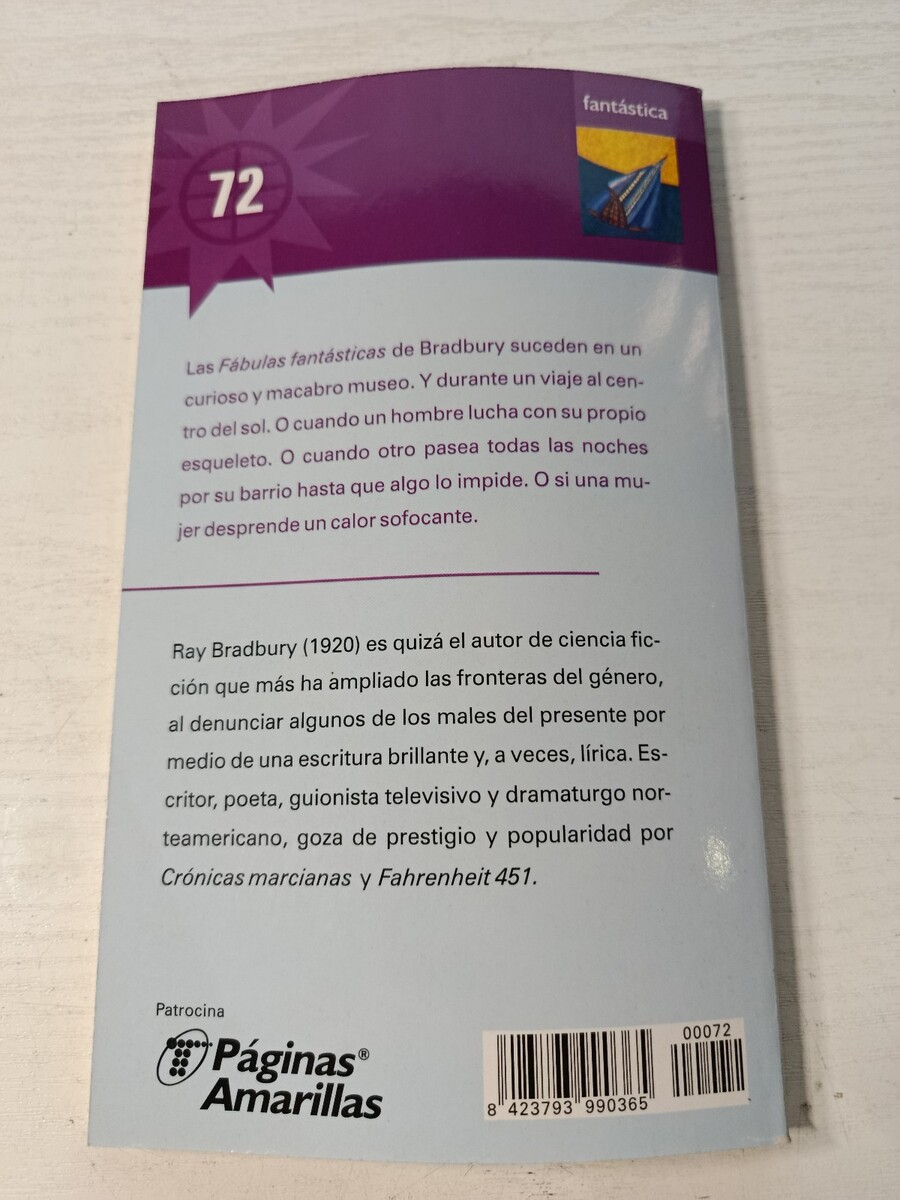 fantástica
72
Las Fábulas fantásticas de Bradbury suceden en un
curioso y macabro museo. Y durante un viaje al cen-
tro del sol. O cuando un hombre lucha con su propio
esqueleto. O cuando otro pasea todas las noches
por su barrio hasta que algo lo impide. O si una mu-
jer desprende un calor sofocante.
Ray Bradbury (1920) es quizá el autor de ciencia fic-
ción que más ha ampliado las fronteras del género,
al denunciar algunos de los males del presente por
medio de una escritura brillante y, a veces, lírica. Es-
critor, poeta, guionista televisivo y dramaturgo nor-
teamericano, goza de prestigio y popularidad por
Crónicas marcianas y Fahrenheit 451.
Patrocina
Páginas®
Amarillas
00072
8 423793 990365